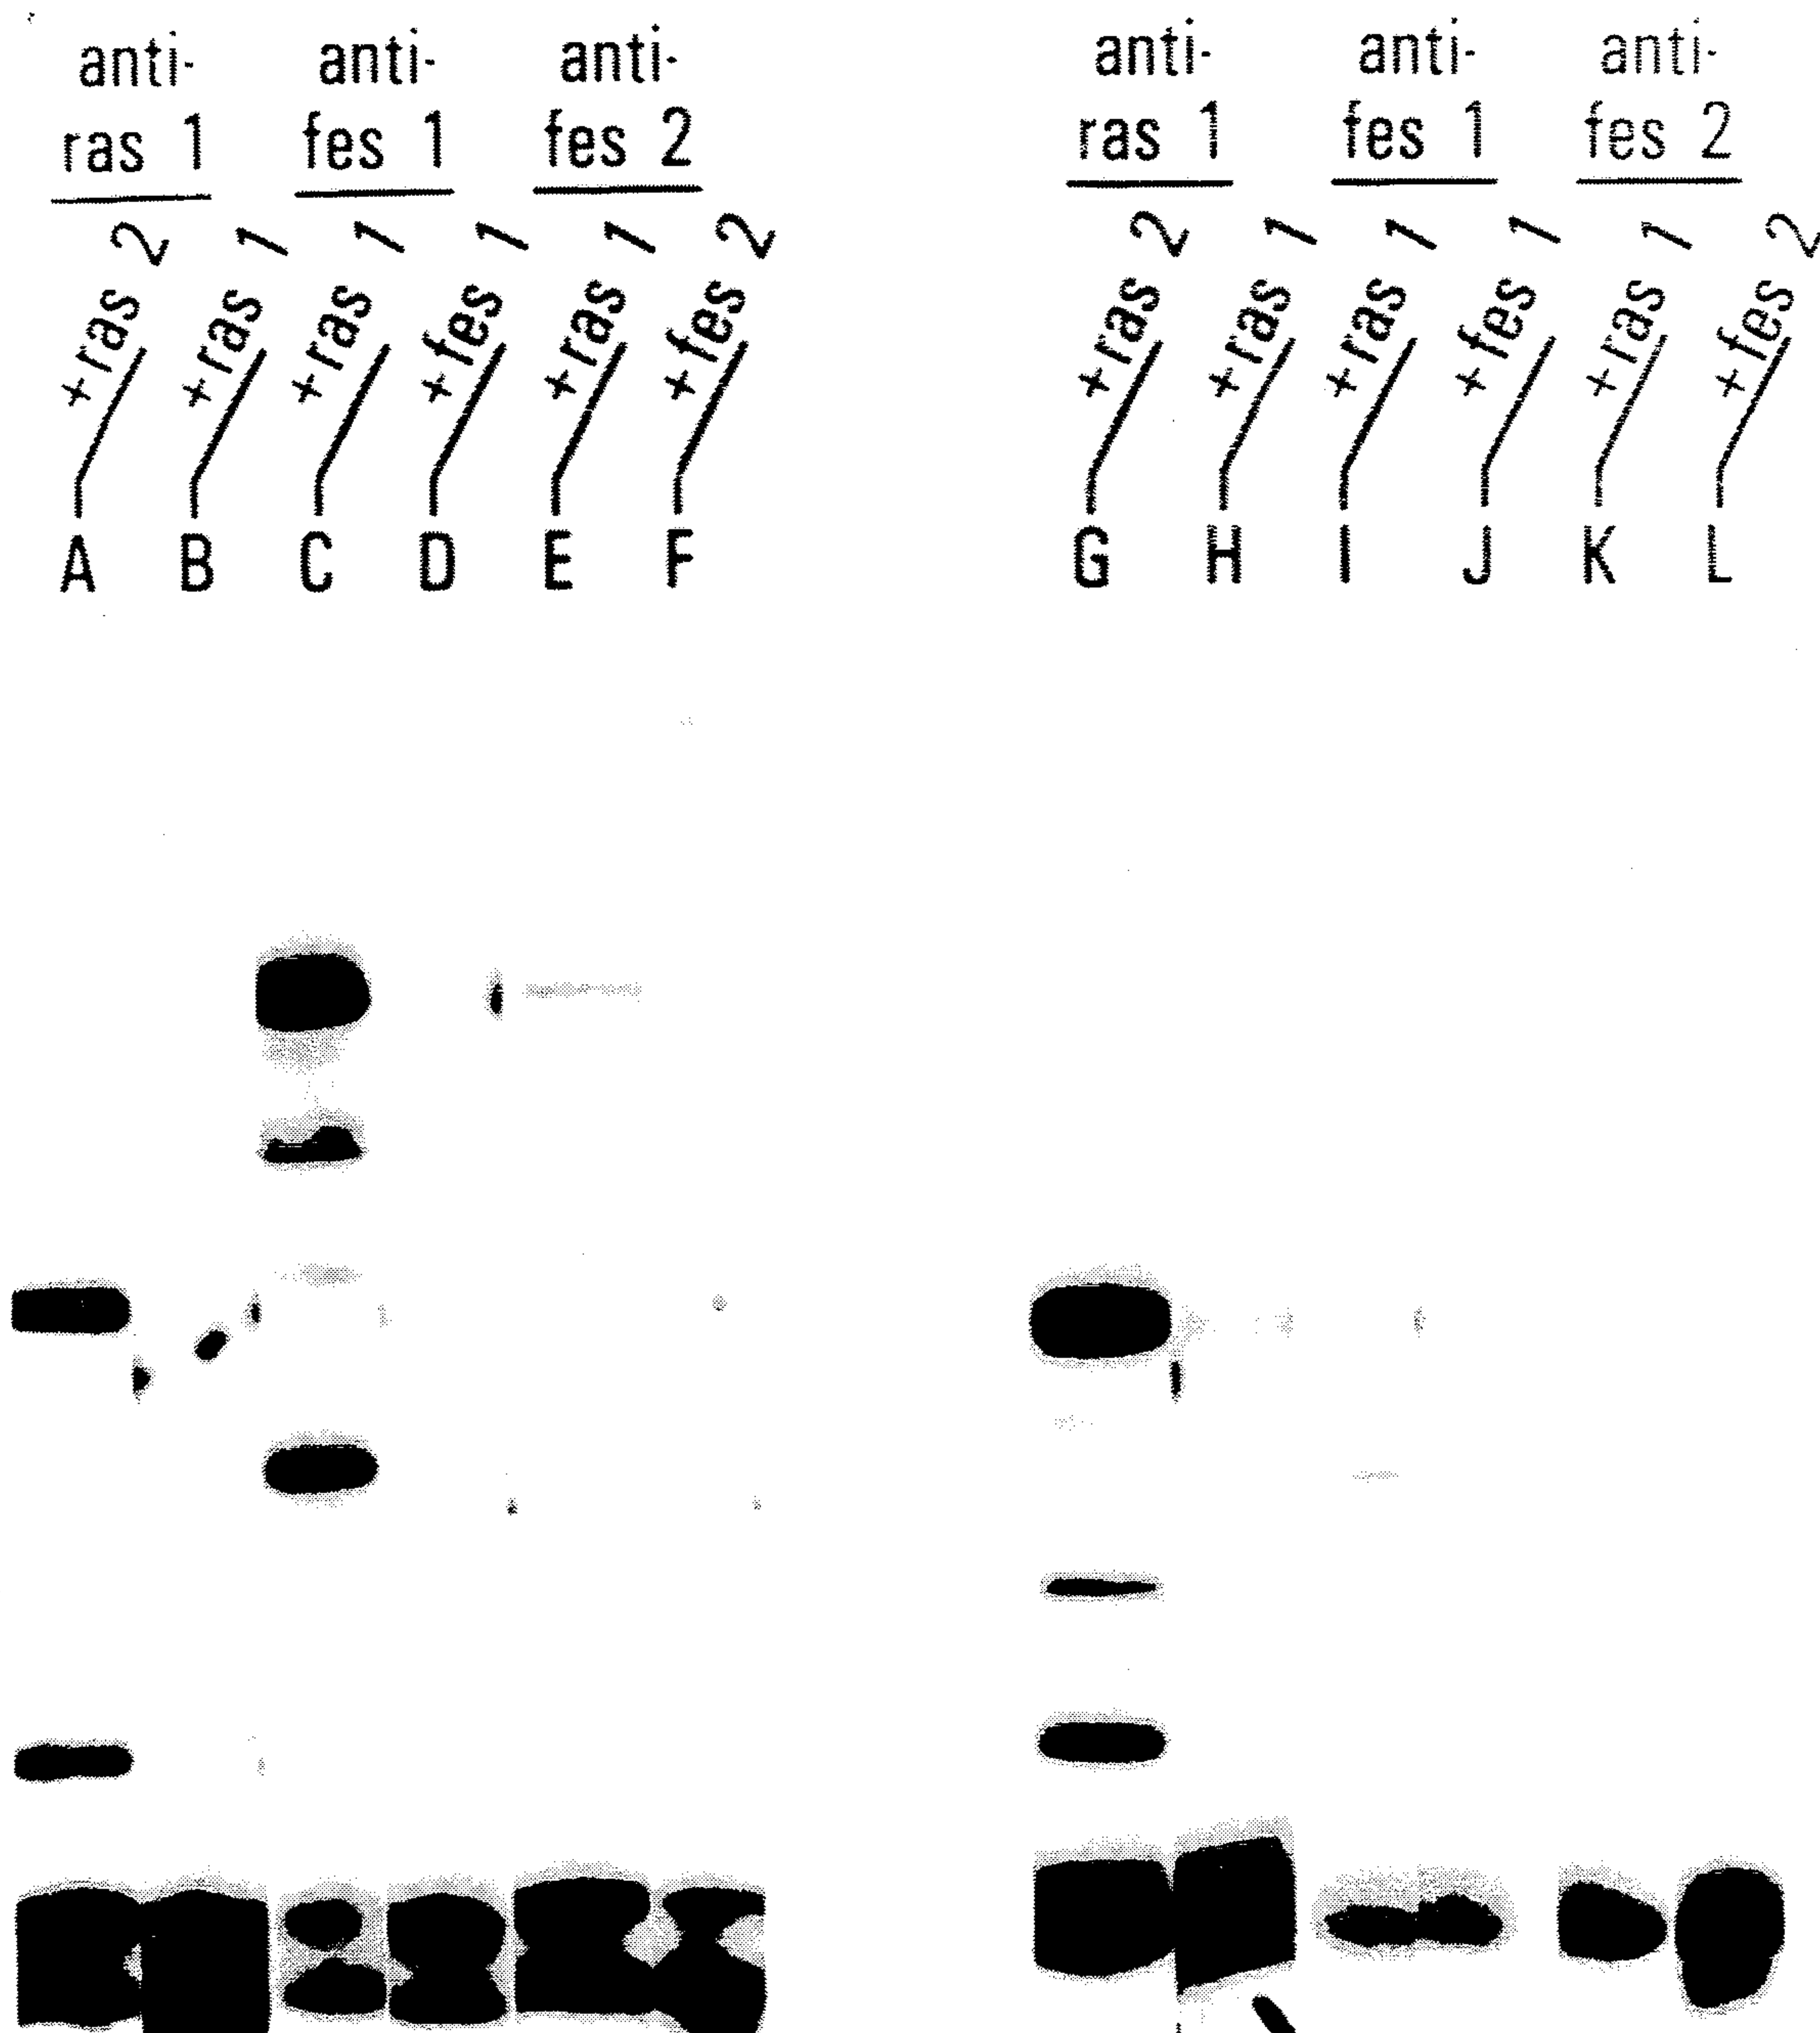 anti- anti- anti- anti- anti- anti-
ras 1 fes 1 fes 2 ras 1 fes 1 fes 2
+ras 2 +ras 1 +ras 1 +fes 1 +ras 1 +fes 2 +ras 2 +ras 1 +ras 1 +fes 1 +ras 1 +fes 2
A B C D E F G H I J K L